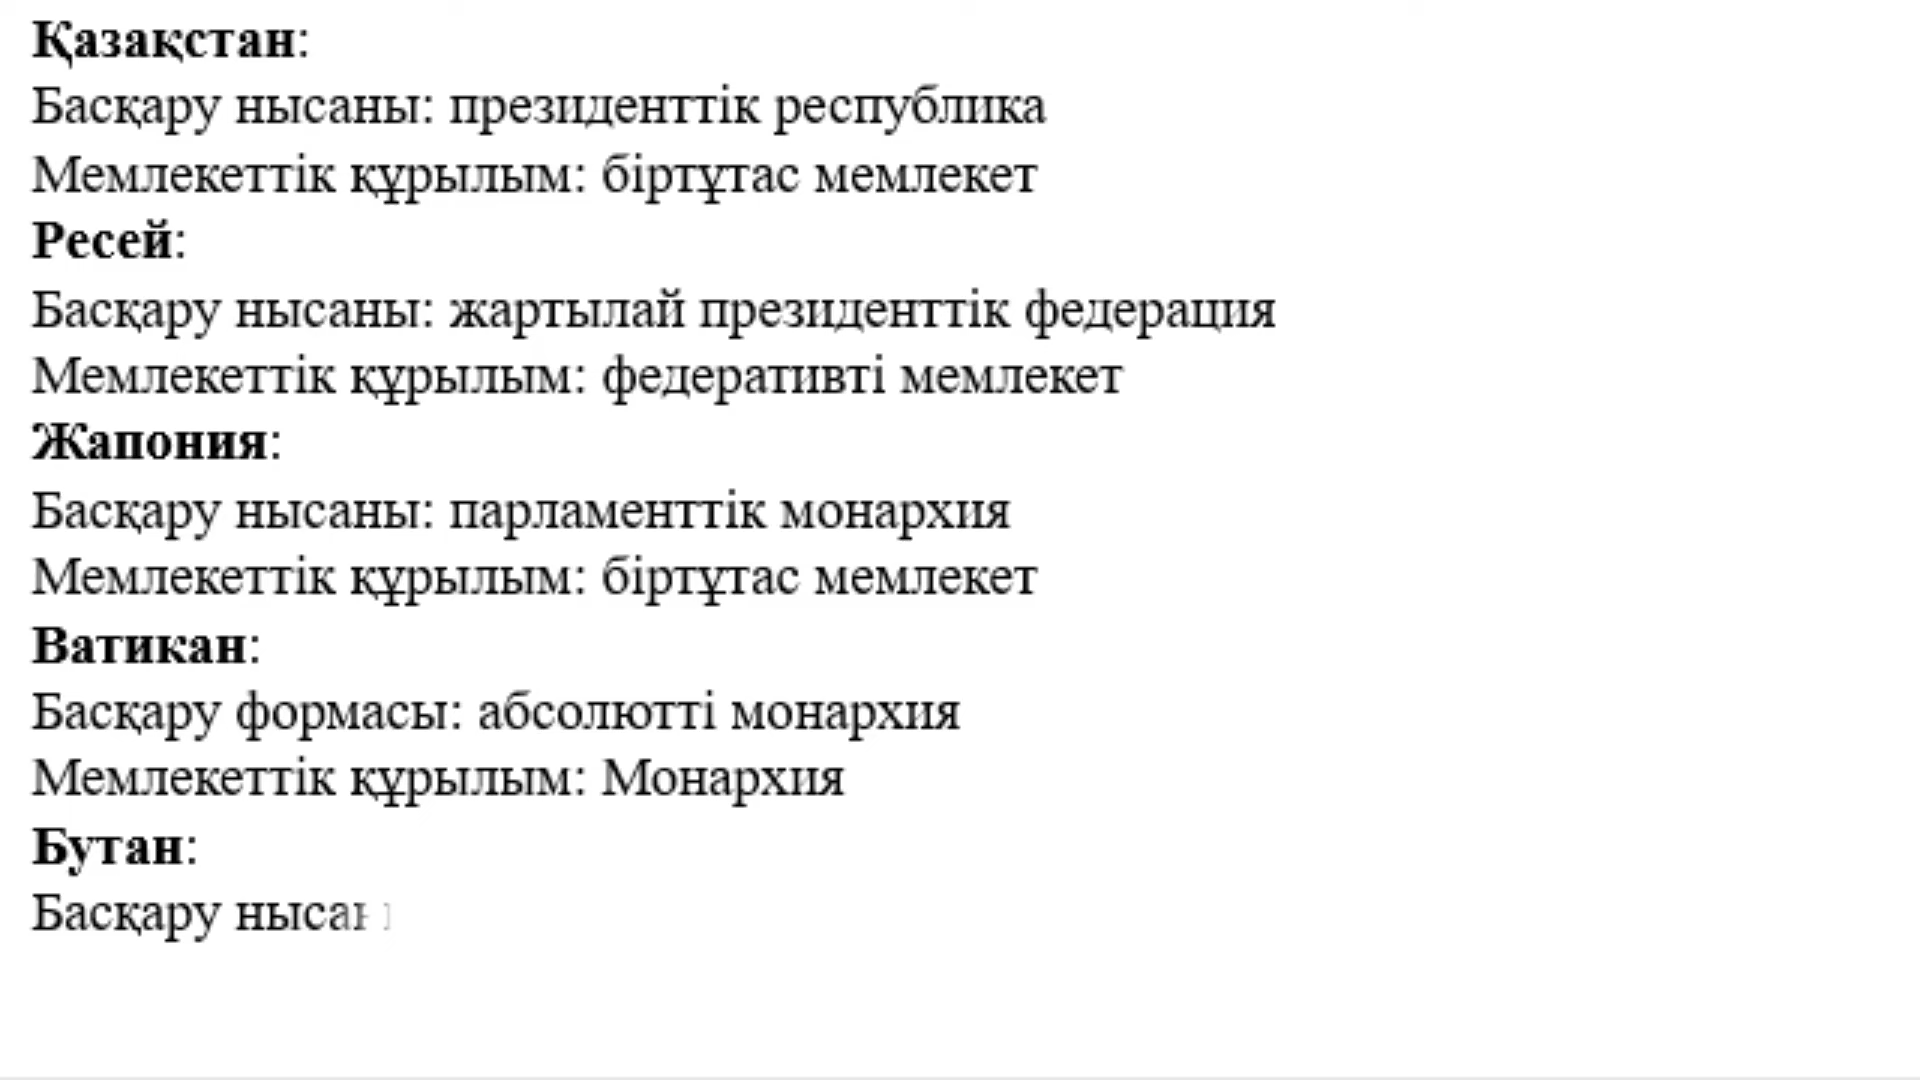 Қазақстан:
Басқару нысаны: президенттік республика
Мемлекеттік құрылым: біртұтас мемлекет
Ресей:
Басқару нысаны: жартылай президенттік федерация
Мемлекеттік құрылым: федеративті мемлекет
Жапония:
Басқару нысаны: парламенттік монархия
Мемлекеттік құрылым: біртұтас мемлекет
Ватикан:
Басқару формасы: абсолютті монархия
Мемлекеттік құрылым: Монархия
Бутан:
Басқару